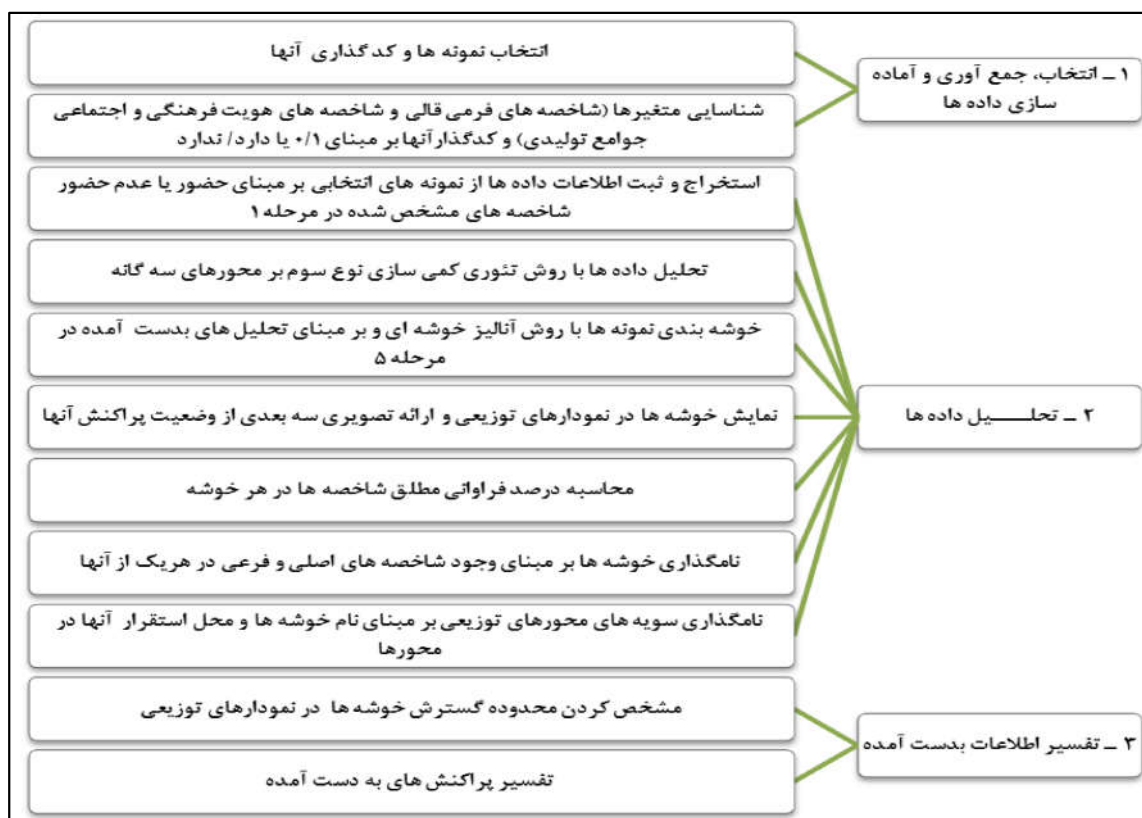 ۱ ـ انتخاب، جمع آوری و آماده
سازی داده ها
انتخاب نمونه ها و کد گذاری آنها
شناسایی متغیرها (شاخصه های فرمی قالی و شاخصه های هویت فرهنگی و اجتماعی
جوامع تولیدی) و کدگذار آنها بر مبنای ۰/۱ یا دارد/ ندارد
۲ ـ تحلـــــــیل داده ها
استخراج و ثبت اطلاعات داده ها از نمونه های انتخابی بر مبنای حضور یا عدم حضور
شاخصه های مشخص شده در مرحله ۱
تحلیل داده ها با روش تئوری کمی سازی نوع سوم بر محورهای سه گانه
خوشه بندی نمونه ها با روش آنالیز خوشه ای و بر مبنای تحلیل های بدست آمده در
مرحله ۵
نمایش خوشه ها در نمودارهای توزیعی و ارائه تصویری سه بعدی از وضعیت پراکنش آنها
محاسبه درصد فراوانی مطلق شاخصه ها در هر خوشه
نامگذاری خوشه ها بر مبنای وجود شاخصه های اصلی و فرعی در هریک از آنها
نامگذاری سویه های محورهای توزیعی بر مبنای نام خوشه ها و محل استقرار آنها در
محورها
۳ ـ تفسیر اطلاعات بدست آمده
مشخص کردن محدوده گسترش خوشه ها در نمودارهای توزیعی
تفسیر پراکنش های به دست آمده